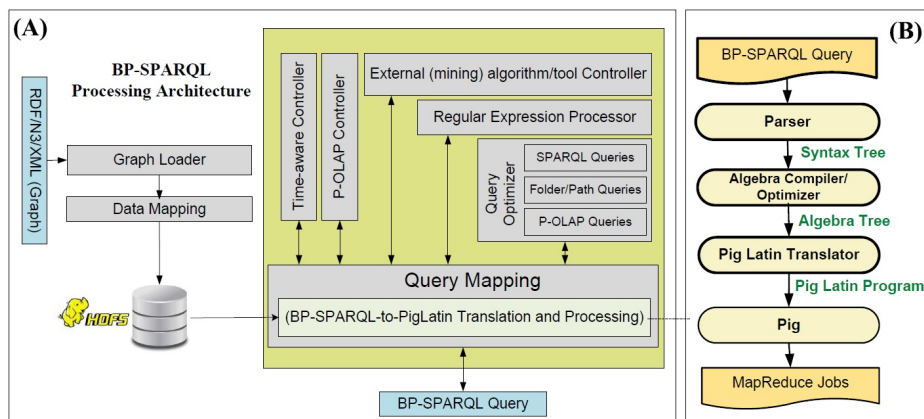 (A)
BP-SPARQL
Processing Architecture
RDF/N3/XML (Graph)
Graph Loader
Data Mapping
HDFS
Time-aware Controller
P-OLAP Controller
External (mining) algorithm/tool Controller
Regular Expression Processor
Query
Optimizer
SPARQL Queries
Folder/Path Queries
P-OLAP Queries
Query Mapping
(BP-SPARQL-to-PigLatin Translation and Processing)
BP-SPARQL Query
(B)
BP-SPARQL Query
Parser
Syntax Tree
Algebra Compiler/
Optimizer
Algebra Tree
Pig Latin Translator
Pig Latin Program
Pig
MapReduce Jobs